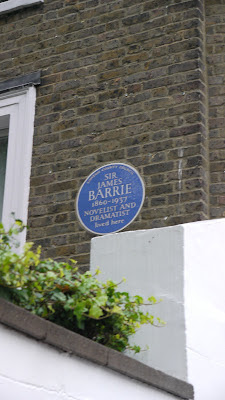 SIR
JAMES
BARRIE
1860-1937
NOVELIST AND
DRAMATIST
lived here